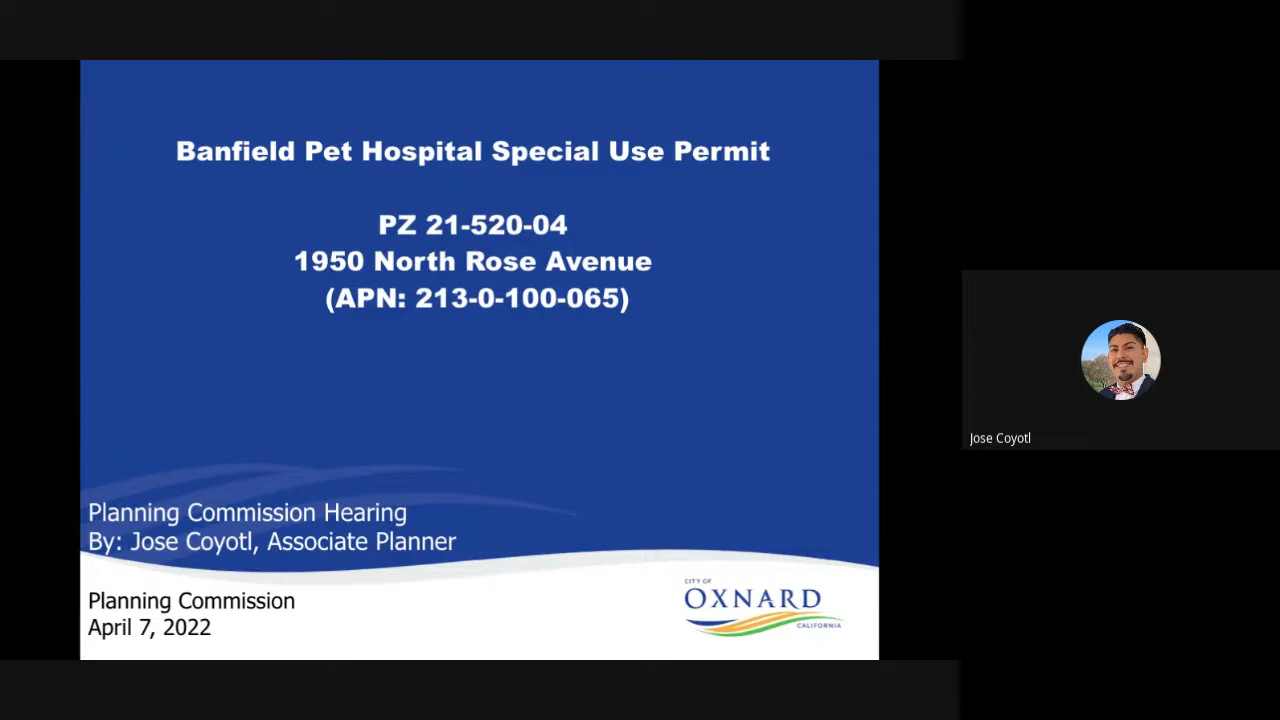 Banfield Pet Hospital Special Use Permit
PZ 21-520-04
1950 North Rose Avenue
(APN: 213-0-100-065)
Planning Commission Hearing
By: Jose Coyotl, Associate Planner
Planning Commission
April 7, 2022
CITY OF
OXNARD
CALIFORNIA
Jose Coyotl